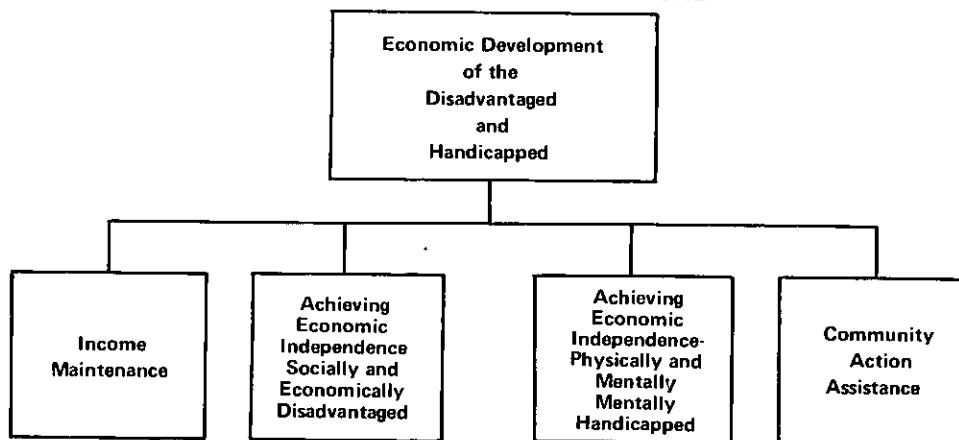 Economic Development
of the
Disadvantaged
and
Handicapped
Income
Maintenance
Achieving
Economic
Independence
Socially and
Economically
Disadvantaged
Achieving
Economic
Independence-
Physically and
Mentally
Mentally
Handicapped
Community
Action
Assistance